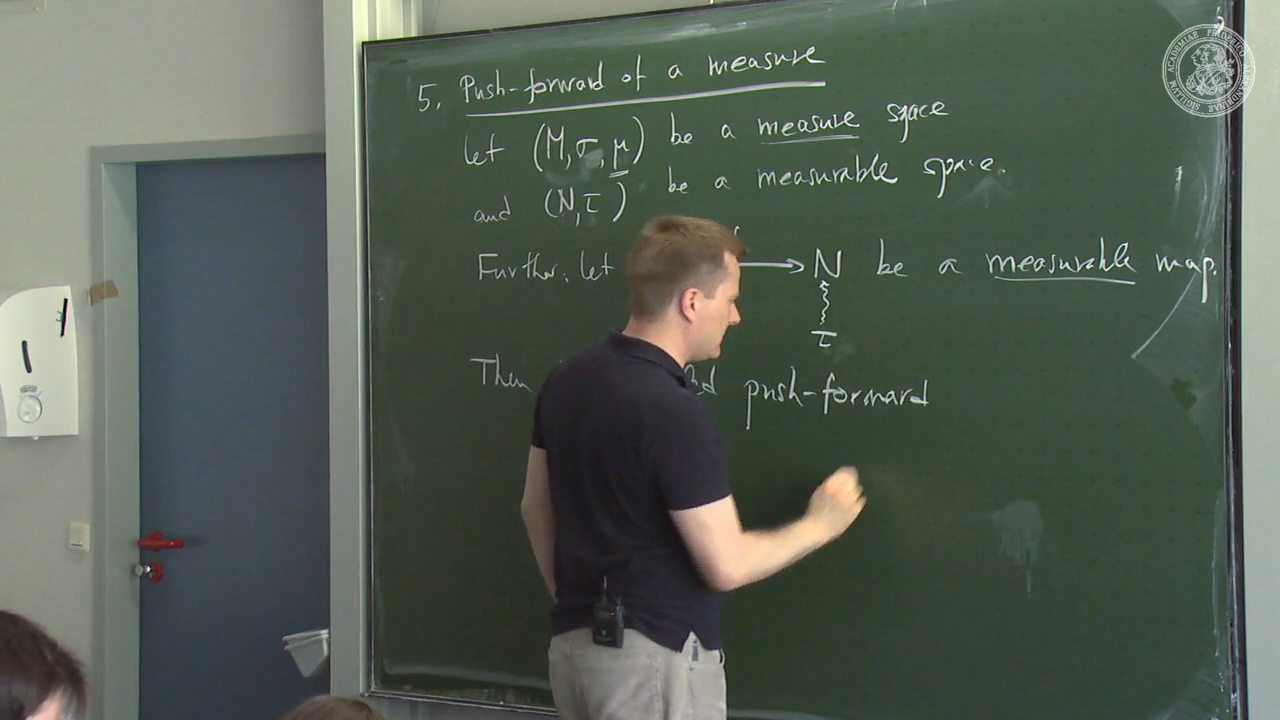 5. Push-forward of a measure
let (M, σ, μ) be a measure space
and (N, τ) be a measurable space.
Further, let → N be a measurable map.
τ
Then push-forward